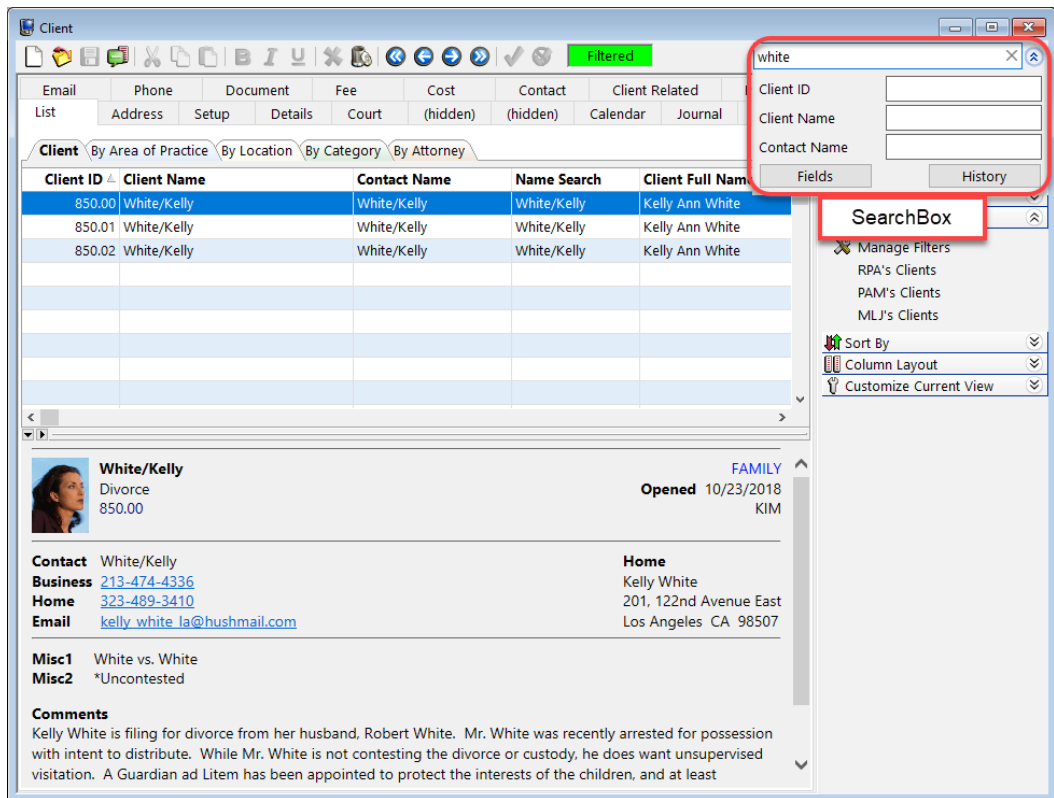 Client
B I U Filtered
white
Email Phone Document Fee Cost Contact Client Related
List Address Setup Details Court (hidden) (hidden) Calendar Journal
Client ID
Client Name
Contact Name
Fields History
SearchBox
Client By Area of Practice By Location By Category By Attorney
Client ID Client Name Contact Name Name Search Client Full Nam
850.00 White/Kelly White/Kelly White/Kelly Kelly Ann White
850.01 White/Kelly White/Kelly White/Kelly Kelly Ann White
850.02 White/Kelly White/Kelly White/Kelly Kelly Ann White
Manage Filters
RPA's Clients
PAM's Clients
MLJ's Clients
Sort By
Column Layout
Customize Current View
White/Kelly FAMILY
Divorce Opened 10/23/2018
850.00 KIM
Contact White/Kelly Home
Business 213-474-4336 Kelly White
Home 323-489-3410 201, 122nd Avenue East
Email kelly_white_la@hushmail.com Los Angeles CA 98507
Misc1 White vs. White
Misc2 *Uncontested
Comments
Kelly White is filing for divorce from her husband, Robert White. Mr. White was recently arrested for possession
with intent to distribute. While Mr. White is not contesting the divorce or custody, he does want unsupervised
visitation. A Guardian ad Litem has been appointed to protect the interests of the children, and at least